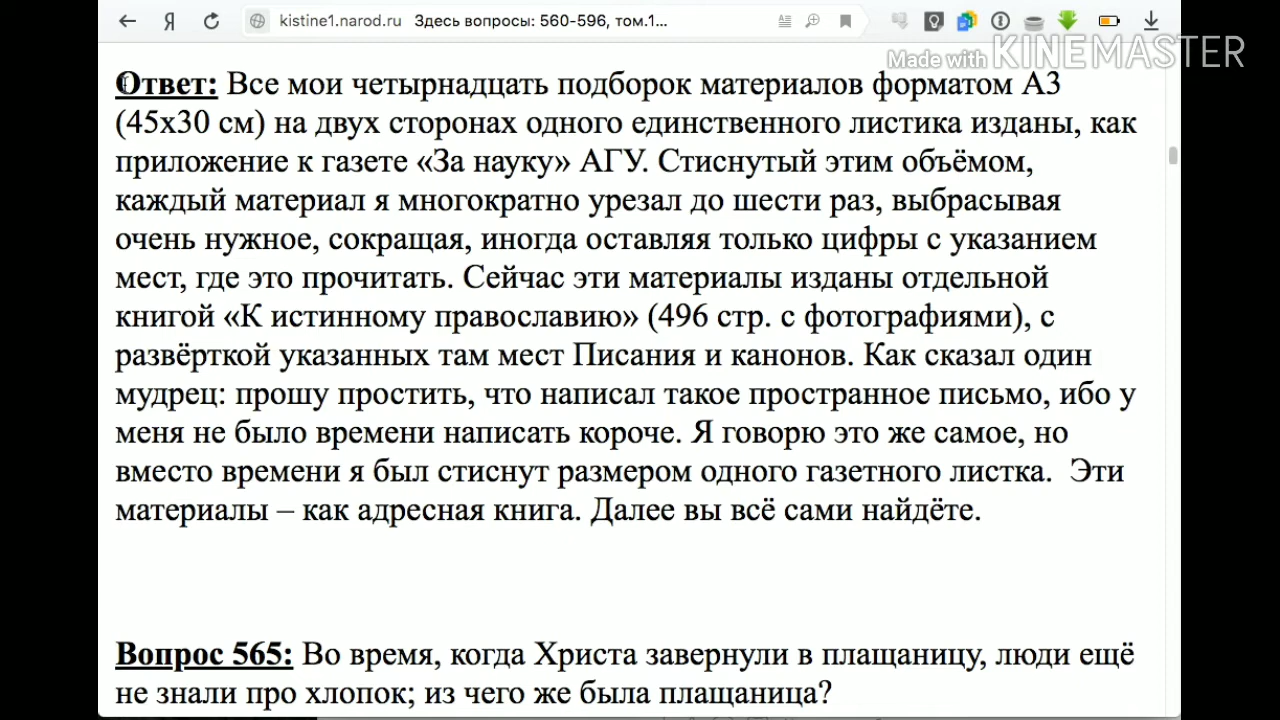 Я kistine1.narod.ru Здесь вопросы: 560-596, том.1...
Made with KINEMASTER
Ответ: Все мои четырнадцать подборок материалов форматом А3
(45х30 см) на двух сторонах одного единственного листика изданы, как
приложение к газете «За науку» АГУ. Стиснутый этим объёмом,
каждый материал я многократно урезал до шести раз, выбрасывая
очень нужное, сокращая, иногда оставляя только цифры с указанием
мест, где это прочитать. Сейчас эти материалы изданы отдельной
книгой «К истинному православию» (496 стр. с фотографиями), с
развёрткой указанных там мест Писания и канонов. Как сказал один
мудрец: прошу простить, что написал такое пространное письмо, ибо у
меня не было времени написать короче. Я говорю это же самое, но
вместо времени я был стиснут размером одного газетного листка. Эти
материалы – как адресная книга. Далее вы всё сами найдёте.
Вопрос 565: Во время, когда Христа завернули в плащаницу, люди ещё
не знали про хлопок; из чего же была плащаница?